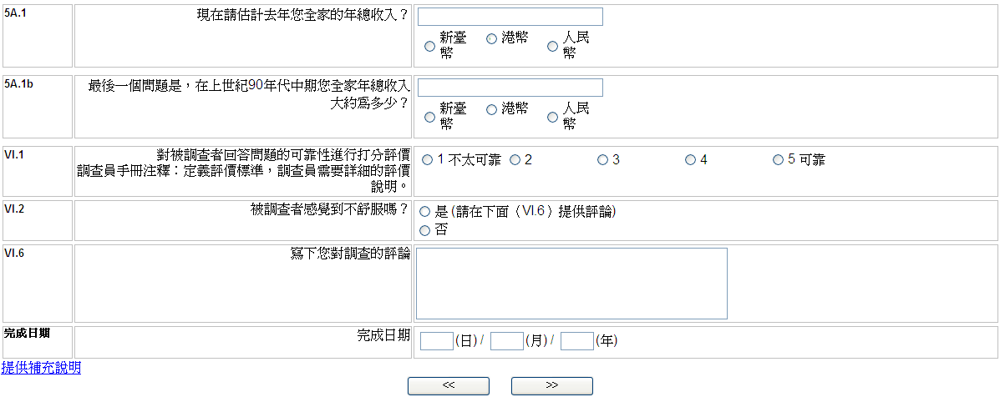 5A.1
現在請估計去年您全家的年總收入？
新臺幣
港幣
人民幣
5A.1b
最後一個問題是，在上世紀90年代中期您全家年總收入
大約爲多少？
新臺幣
港幣
人民幣
VI.1
對被調查者回答問題的可靠性進行打分評價
調查員手冊注釋：定義評價標準，調查員需要詳細的評價
說明。
1 不太可靠 2 3 4 5 可靠
VI.2
被調查者感覺到不舒服嗎？
是 (請在下面（VI.6）提供評論)
否
VI.6
寫下您對調查的評論
完成日期
完成日期
(日) / (月) / (年)
提供補充說明
<< >>